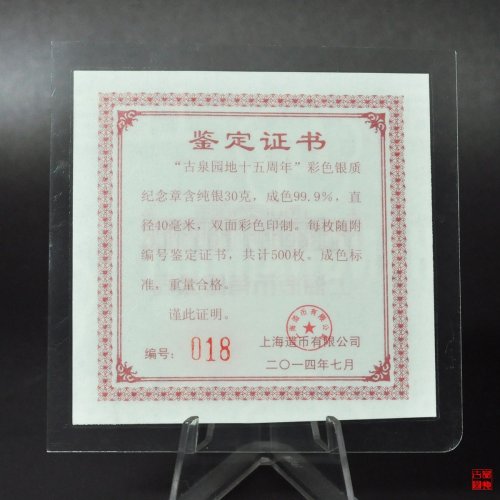 鉴定证书
“古泉园地十五周年”彩色银质
纪念章含纯银30克，成色99.9%，直
径40毫米，双面彩色印制。每枚随附
编号鉴定证书，共计500枚。成色标
准，重量合格。
谨此证明。
编号：018
上海道币有限公司
二〇一四年七月